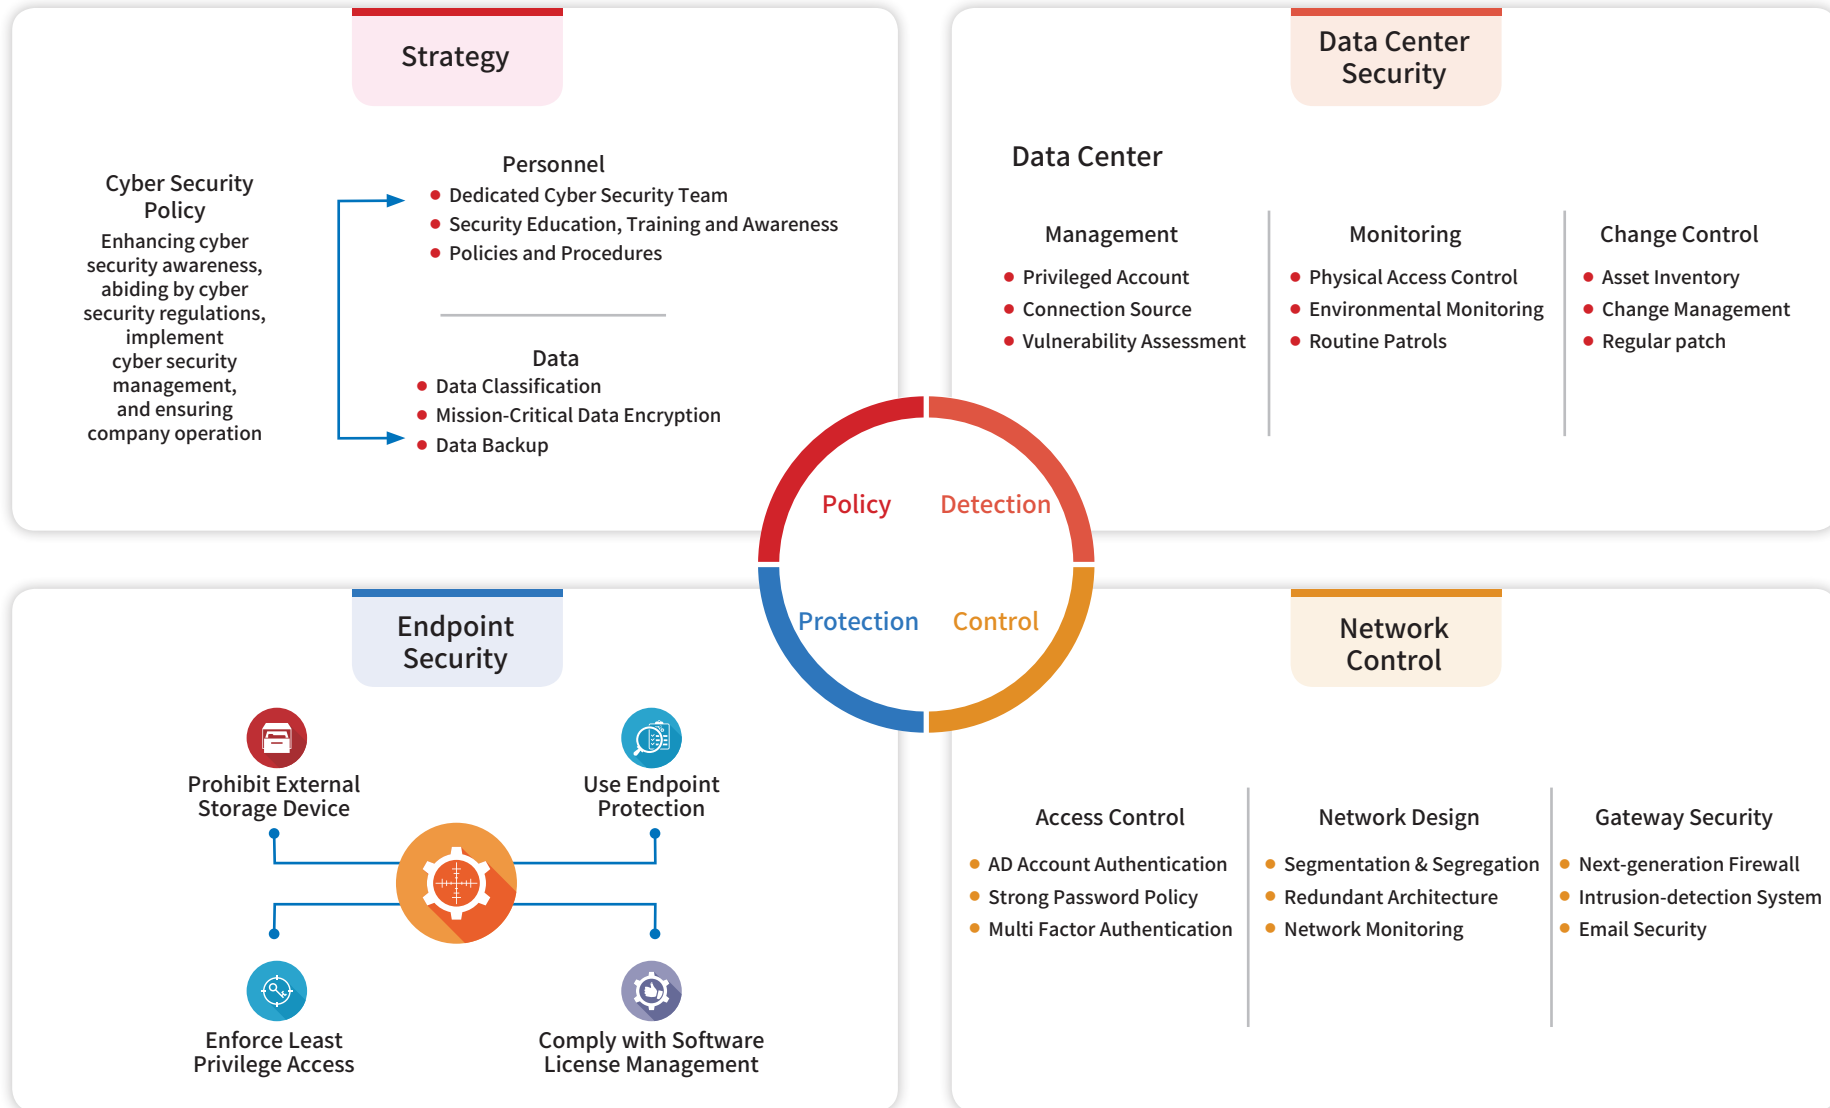 Strategy
Cyber Security
Policy
Enhancing cyber
security awareness,
abiding by cyber
security regulations,
implement
cyber security
management,
and ensuring
company operation
Personnel
Dedicated Cyber Security Team
Security Education, Training and Awareness
Policies and Procedures
Data
Data Classification
Mission-Critical Data Encryption
Data Backup
Data Center
Security
Data Center
Management
Privileged Account
Connection Source
Vulnerability Assessment
Monitoring
Physical Access Control
Environmental Monitoring
Routine Patrols
Change Control
Asset Inventory
Change Management
Regular patch
Policy
Detection
Protection
Control
Endpoint
Security
Prohibit External
Storage Device
Use Endpoint
Protection
Enforce Least
Privilege Access
Comply with Software
License Management
Network
Control
Access Control
AD Account Authentication
Strong Password Policy
Multi Factor Authentication
Network Design
Segmentation & Segregation
Redundant Architecture
Network Monitoring
Gateway Security
Next-generation Firewall
Intrusion-detection System
Email Security